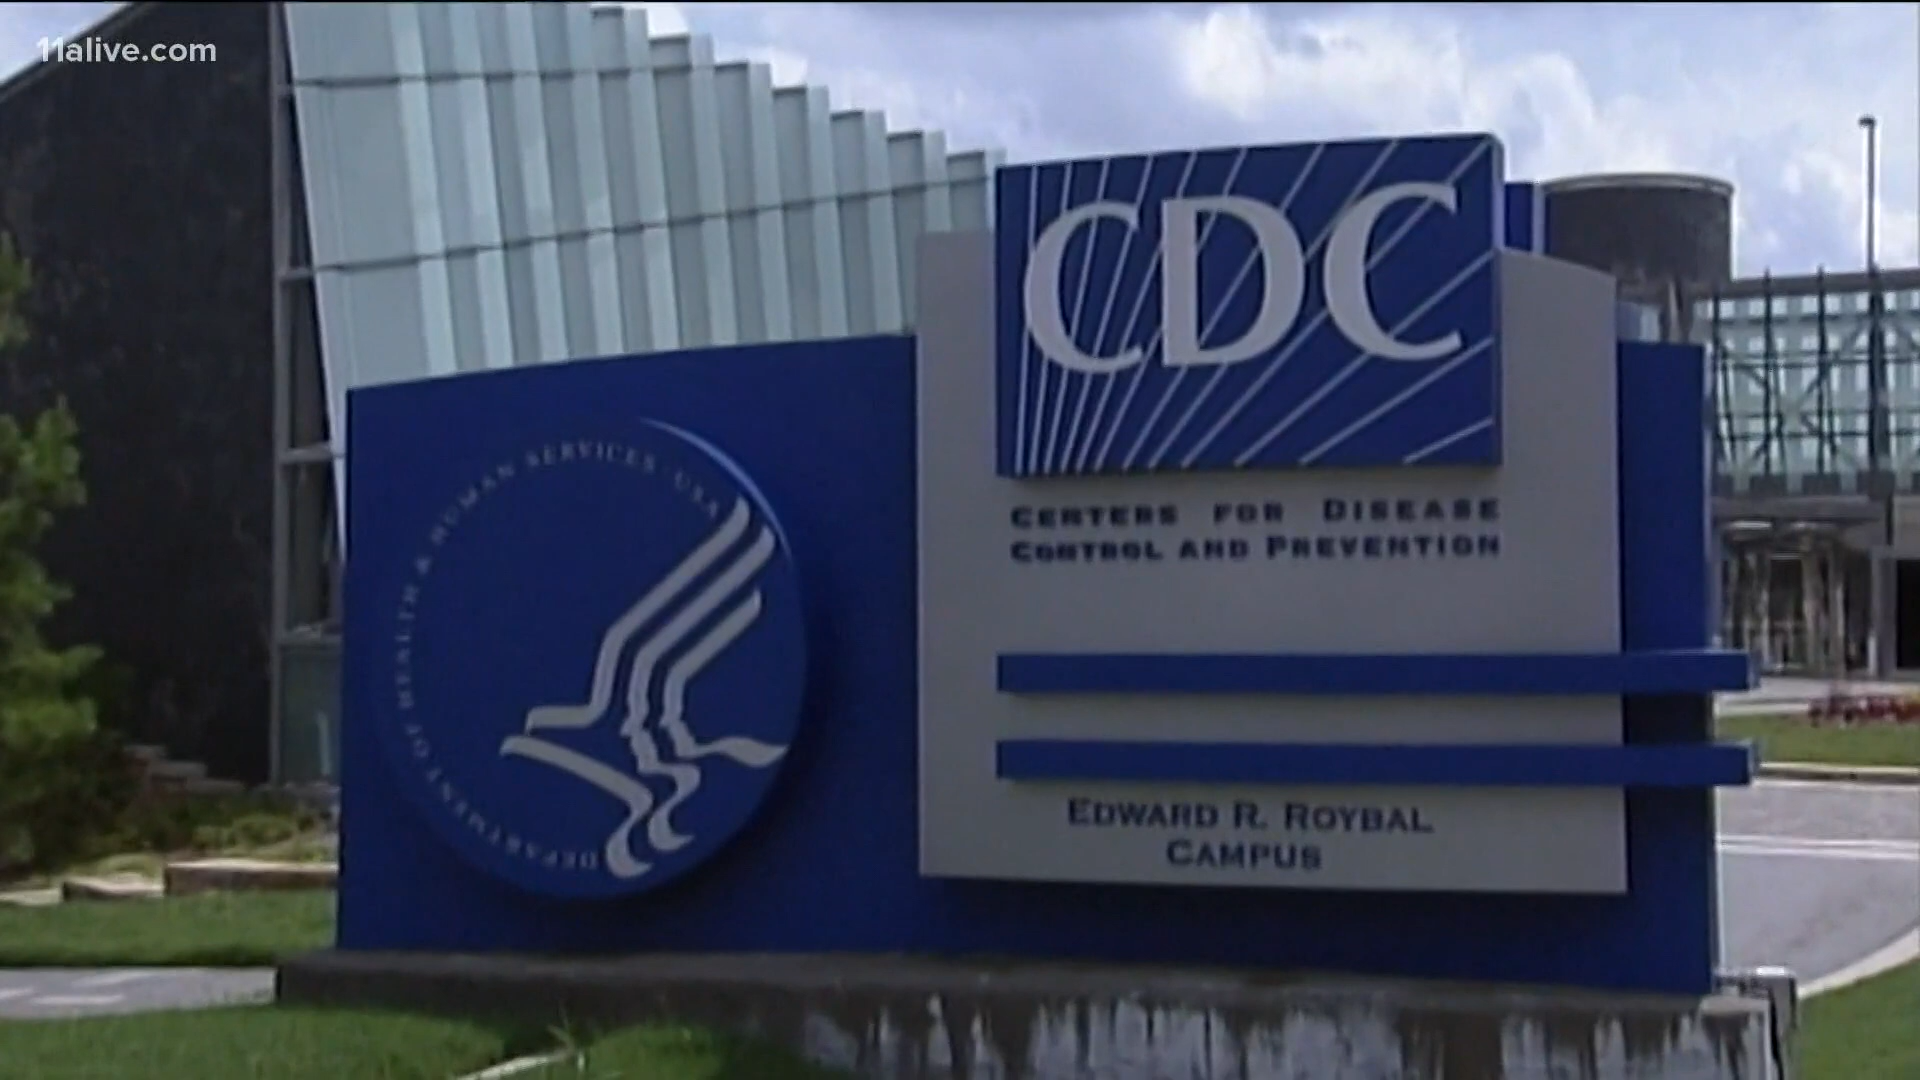 11alive.com
CDC
CENTERS FOR DISEASE
CONTROL AND PREVENTION
DEPARTMENT OF HEALTH & HUMAN SERVICES · USA
EDWARD R. ROYBAL
CAMPUS